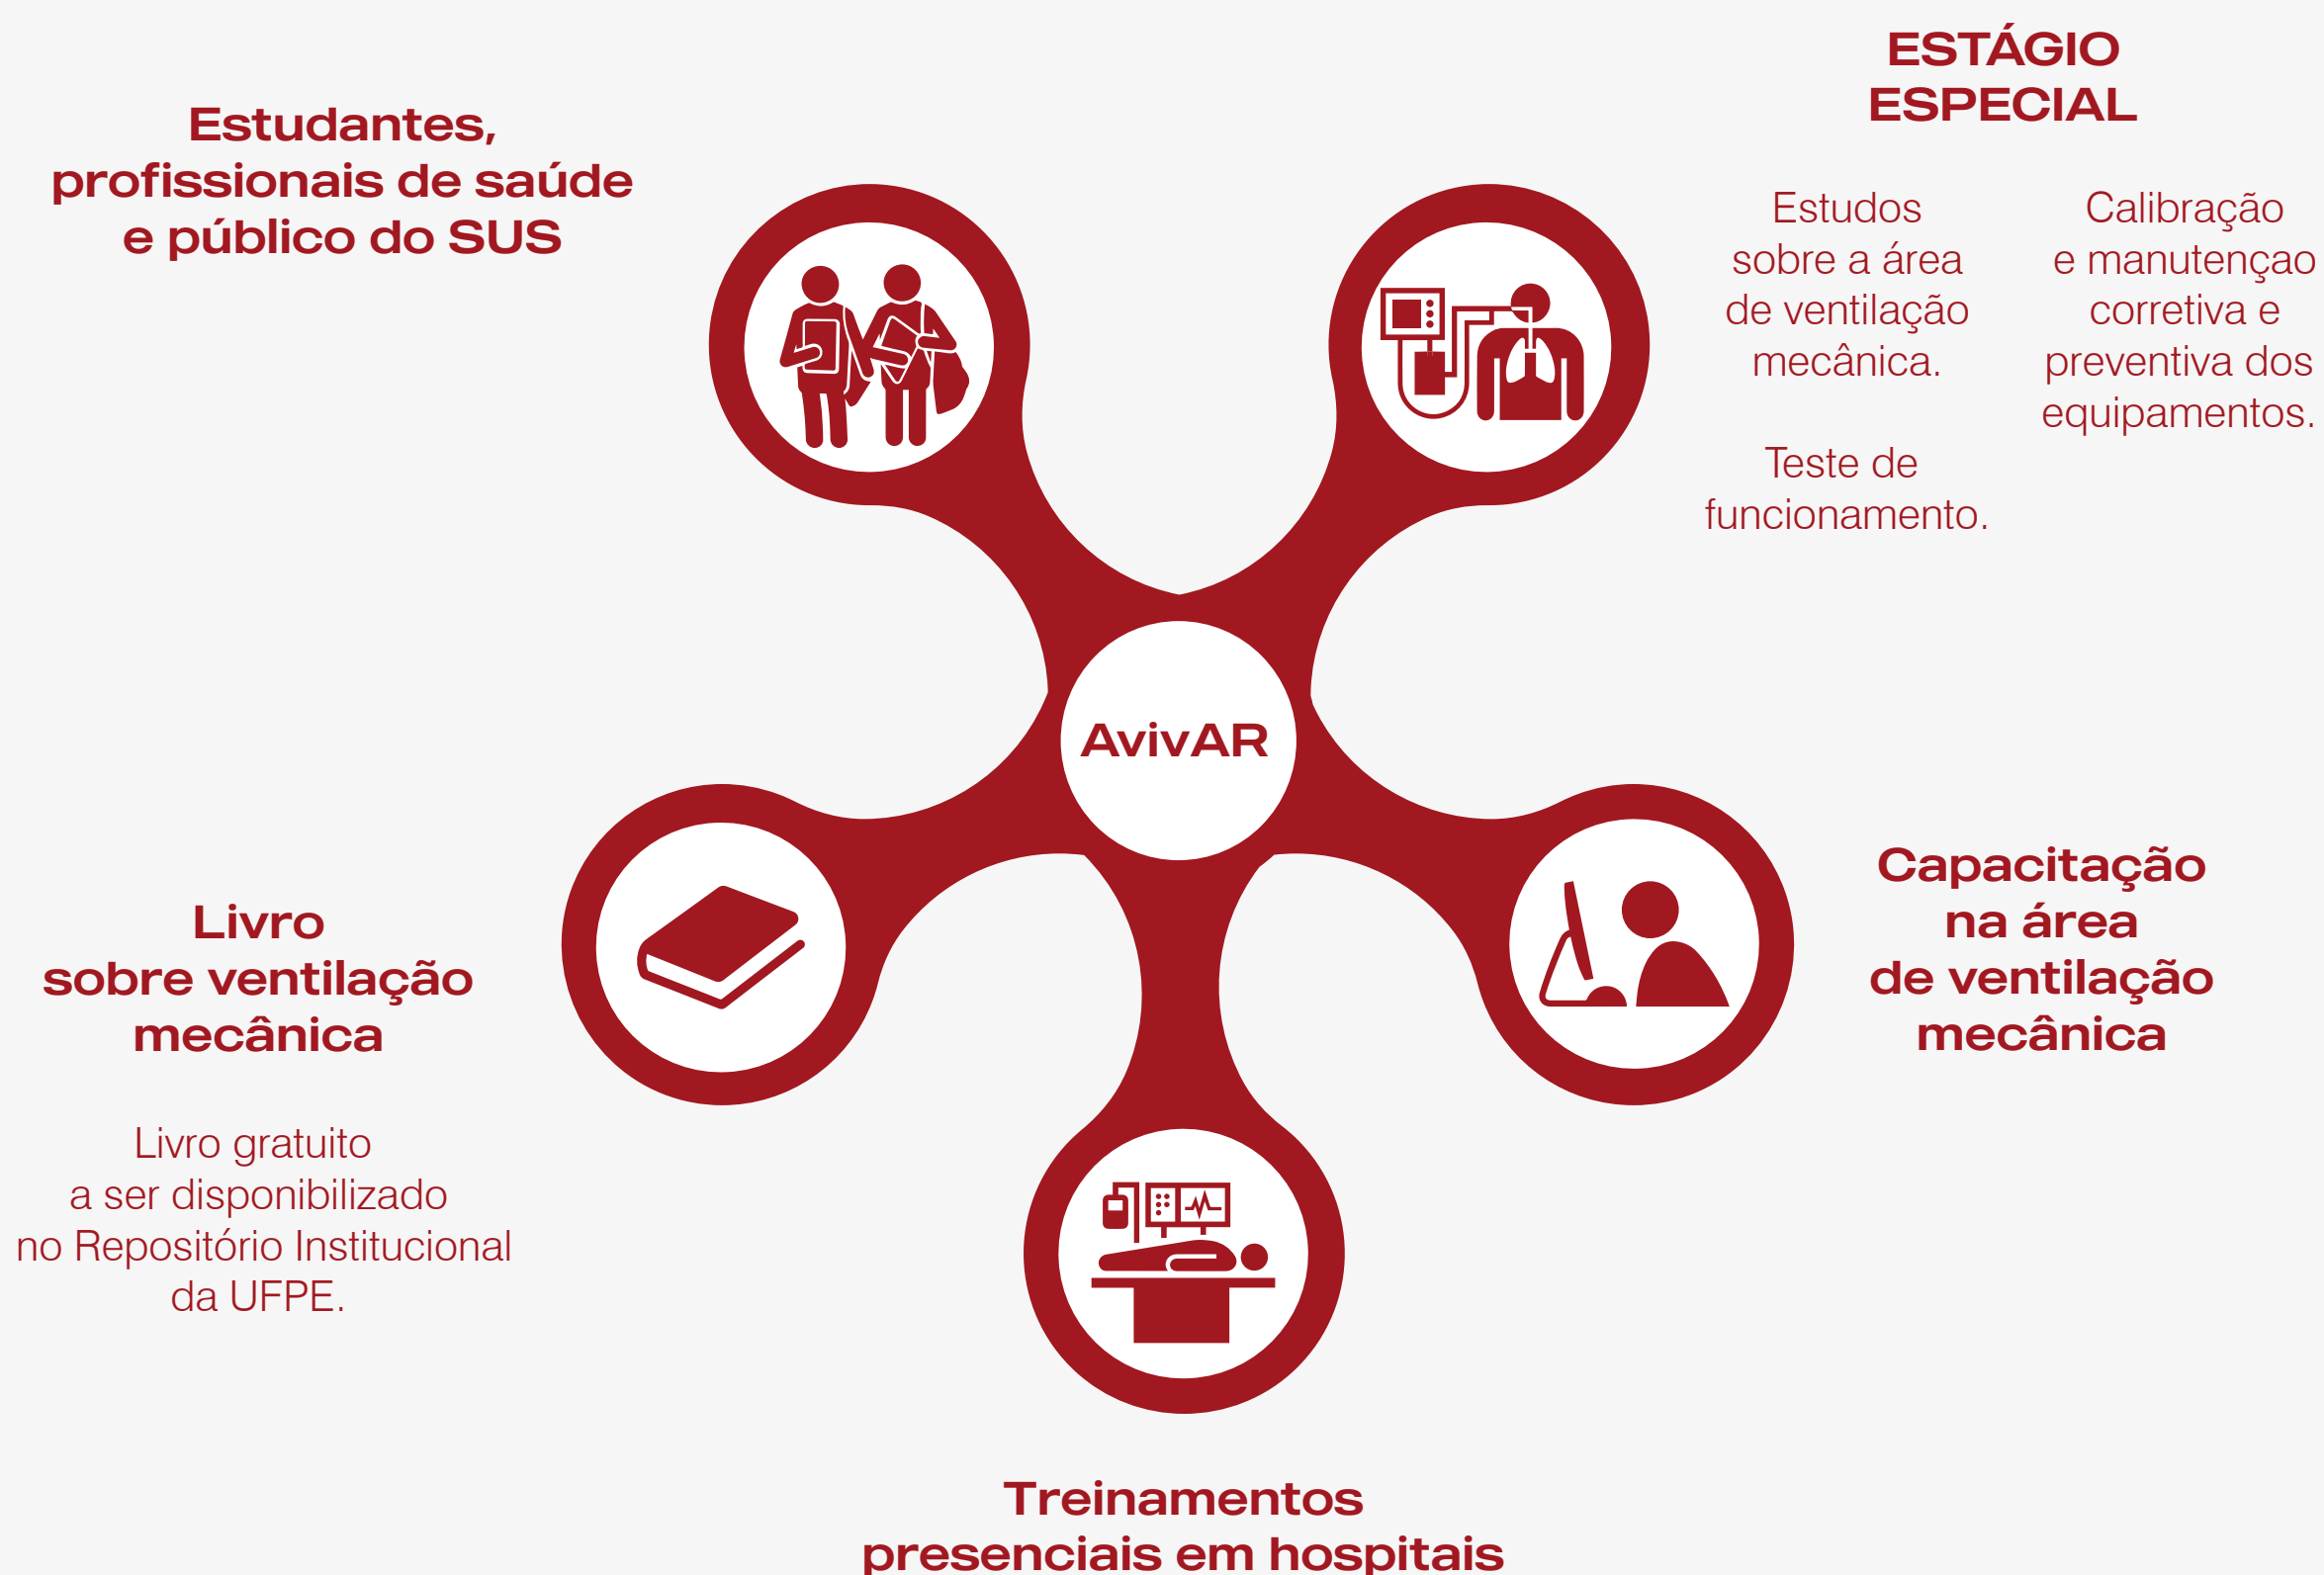 Estudantes,
profissionais de saúde
e público do SUS
ESTÁGIO
ESPECIAL
Estudos
sobre a área
de ventilação
mecânica.
Teste de
funcionamento.
Calibração
e manutençao
corretiva e
preventiva dos
equipamentos.
AvivAR
Livro
sobre ventilação
mecânica
Livro gratuito
a ser disponibilizado
no Repositório Institucional
da UFPE.
Capacitação
na área
de ventilação
mecânica
Treinamentos
presenciais em hospitais